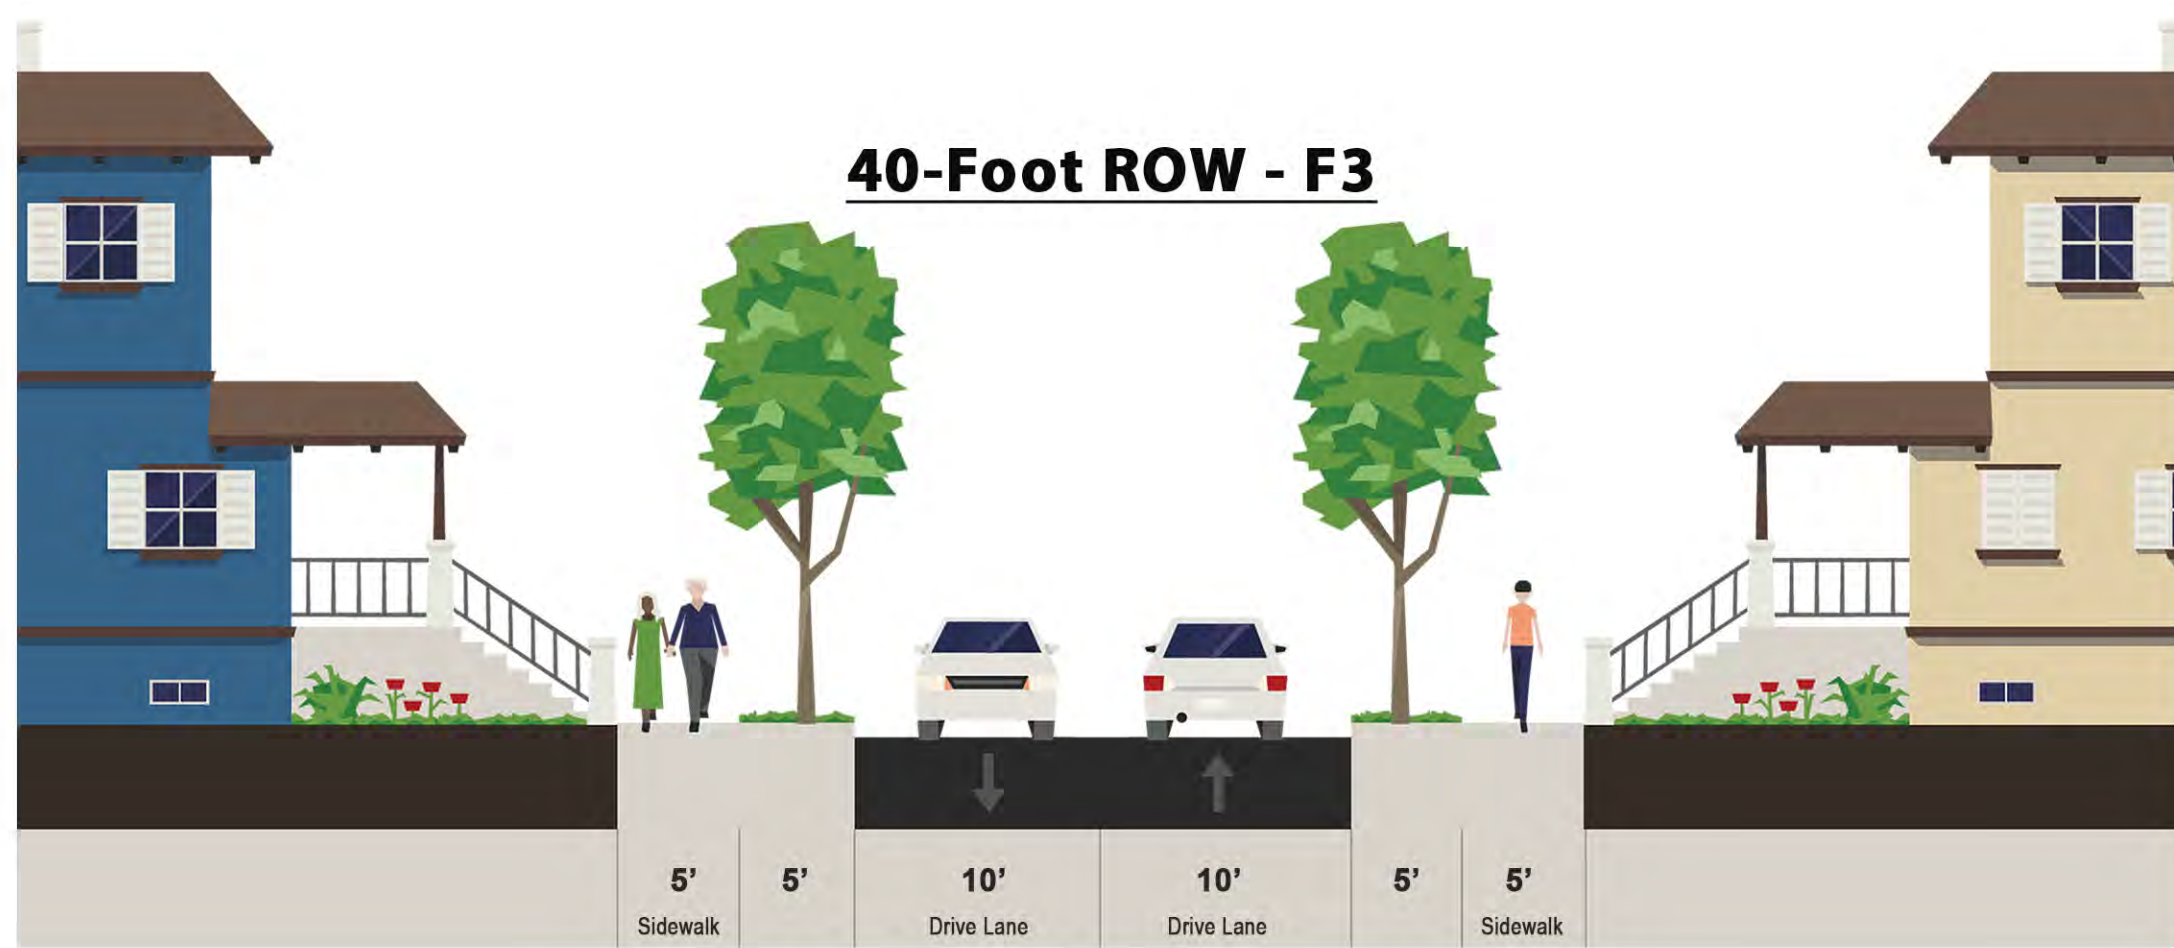 40-Foot ROW - F3
5’ 5’ 10’ 10’ 5’ 5’
Sidewalk Drive Lane Drive Lane Sidewalk